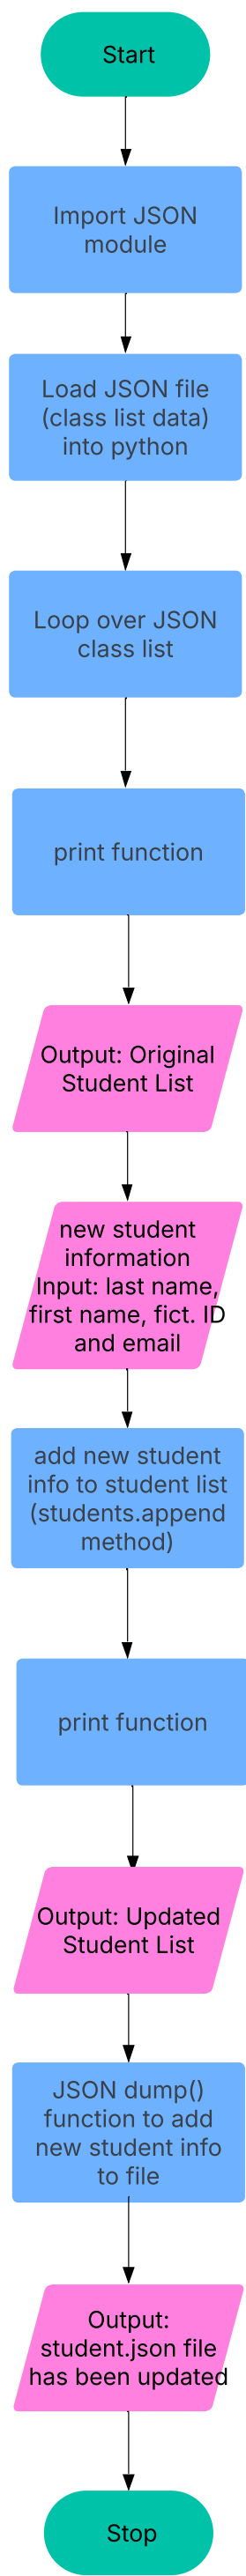 Start
Import JSON
module
Load JSON file
(class list data)
into python
Loop over JSON
class list
print function
Output: Original
Student List
new student
information
Input: last name,
first name, fict. ID
and email
add new student
info to student list
(students.append
method)
print function
Output: Updated
Student List
JSON dump()
function to add
new student info
to file
Output:
student.json file
has been updated
Stop